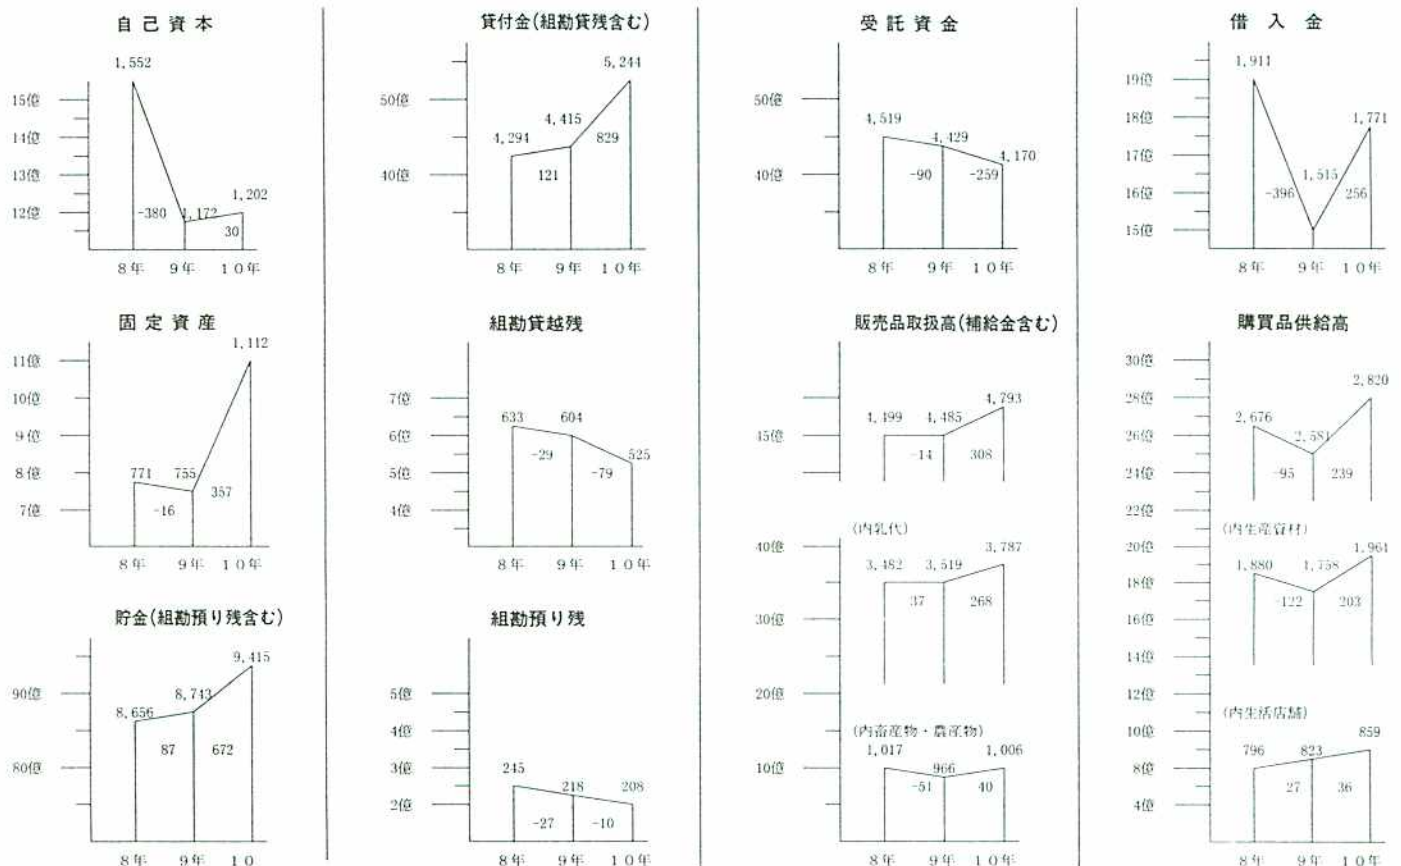 自己資本
1,552
15億
14億
13億
12億
-380
1,172
1,202
30
8年 9年 10年
貸付金(組勘貸残含む)
5,244
50億
4,415
4,294
829
40億
121
8年 9年 10年
受託資金
50億
4,519
4,429
4,170
40億
-90
-259
8年 9年 10年
借入金
1,911
19億
18億
1,771
17億
1,515
16億
-396
256
15億
8年 9年 10年
固定資産
1,112
11億
10億
9億
8億
771
755
357
7億
-16
8年 9年 10年
組勘貸越残
7億
633
604
6億
-29
525
5億
-79
4億
8年 9年 10年
販売品取扱高(補給金含む)
4,793
4,499
4,485
45億
-14
308
(内乳代)
40億
3,787
3,482
3,519
37
268
30億
20億
(内畜産物・農産物)
1,017
1,006
966
10億
-51
40
8年 9年 10年
購買品供給高
30億
2,820
28億
2,676
26億
2,581
24億
-95
239
22億
(内生産資材)
20億
1,961
1,880
1,758
18億
-122
203
16億
14億
12億
(内生活店舗)
10億
859
796
823
8億
27
36
4億
8年 9年 10年
貯金(組勘預り残含む)
9,415
90億
8,743
8,656
87
672
80億
8年 9年 10
組勘預り残
5億
4億
3億
245
218
208
2億
-27
-10
8年 9年 10年